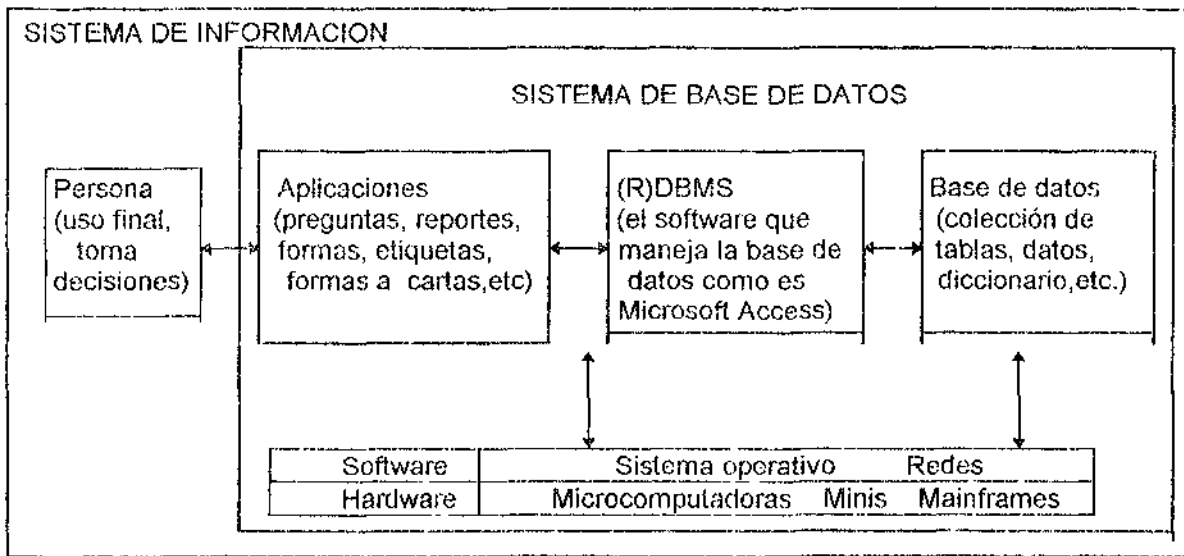 SISTEMA DE INFORMACION
SISTEMA DE BASE DE DATOS
Persona
(uso final,
toma
decisiones)
Aplicaciones
(preguntas, reportes,
formas, etiquetas,
formas a cartas,etc)
(R)DBMS
(el software que
maneja la base de
datos como es
Microsoft Access)
Base de datos
(colección de
tablas, datos,
diccionario,etc.)
Software Sistema operativo Redes
Hardware Microcomputadoras Minis Mainframes